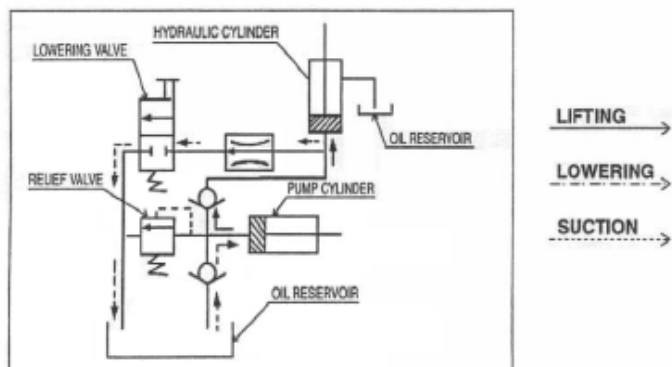 HYDRAULIC CYLINDER
LOWERING VALVE
OIL RESERVOIR
RELIEF VALVE
PUMP CYLINDER
OIL RESERVOIR
LIFTING
LOWERING
SUCTION